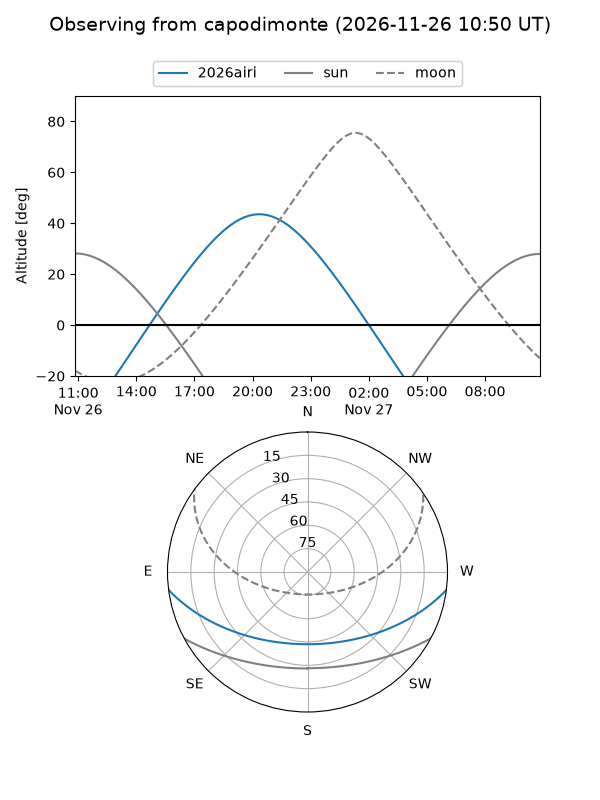 Observing from capodimonte (2026-11-26 10:50 UT)
2026airi sun moon
Altitude [deg]
80
60
40
20
0
−20
11:00 14:00 17:00 20:00 23:00 02:00 05:00 08:00
Nov 26 Nov 27
N
NE NW
15
30
45
60
75
E W
SE SW
S